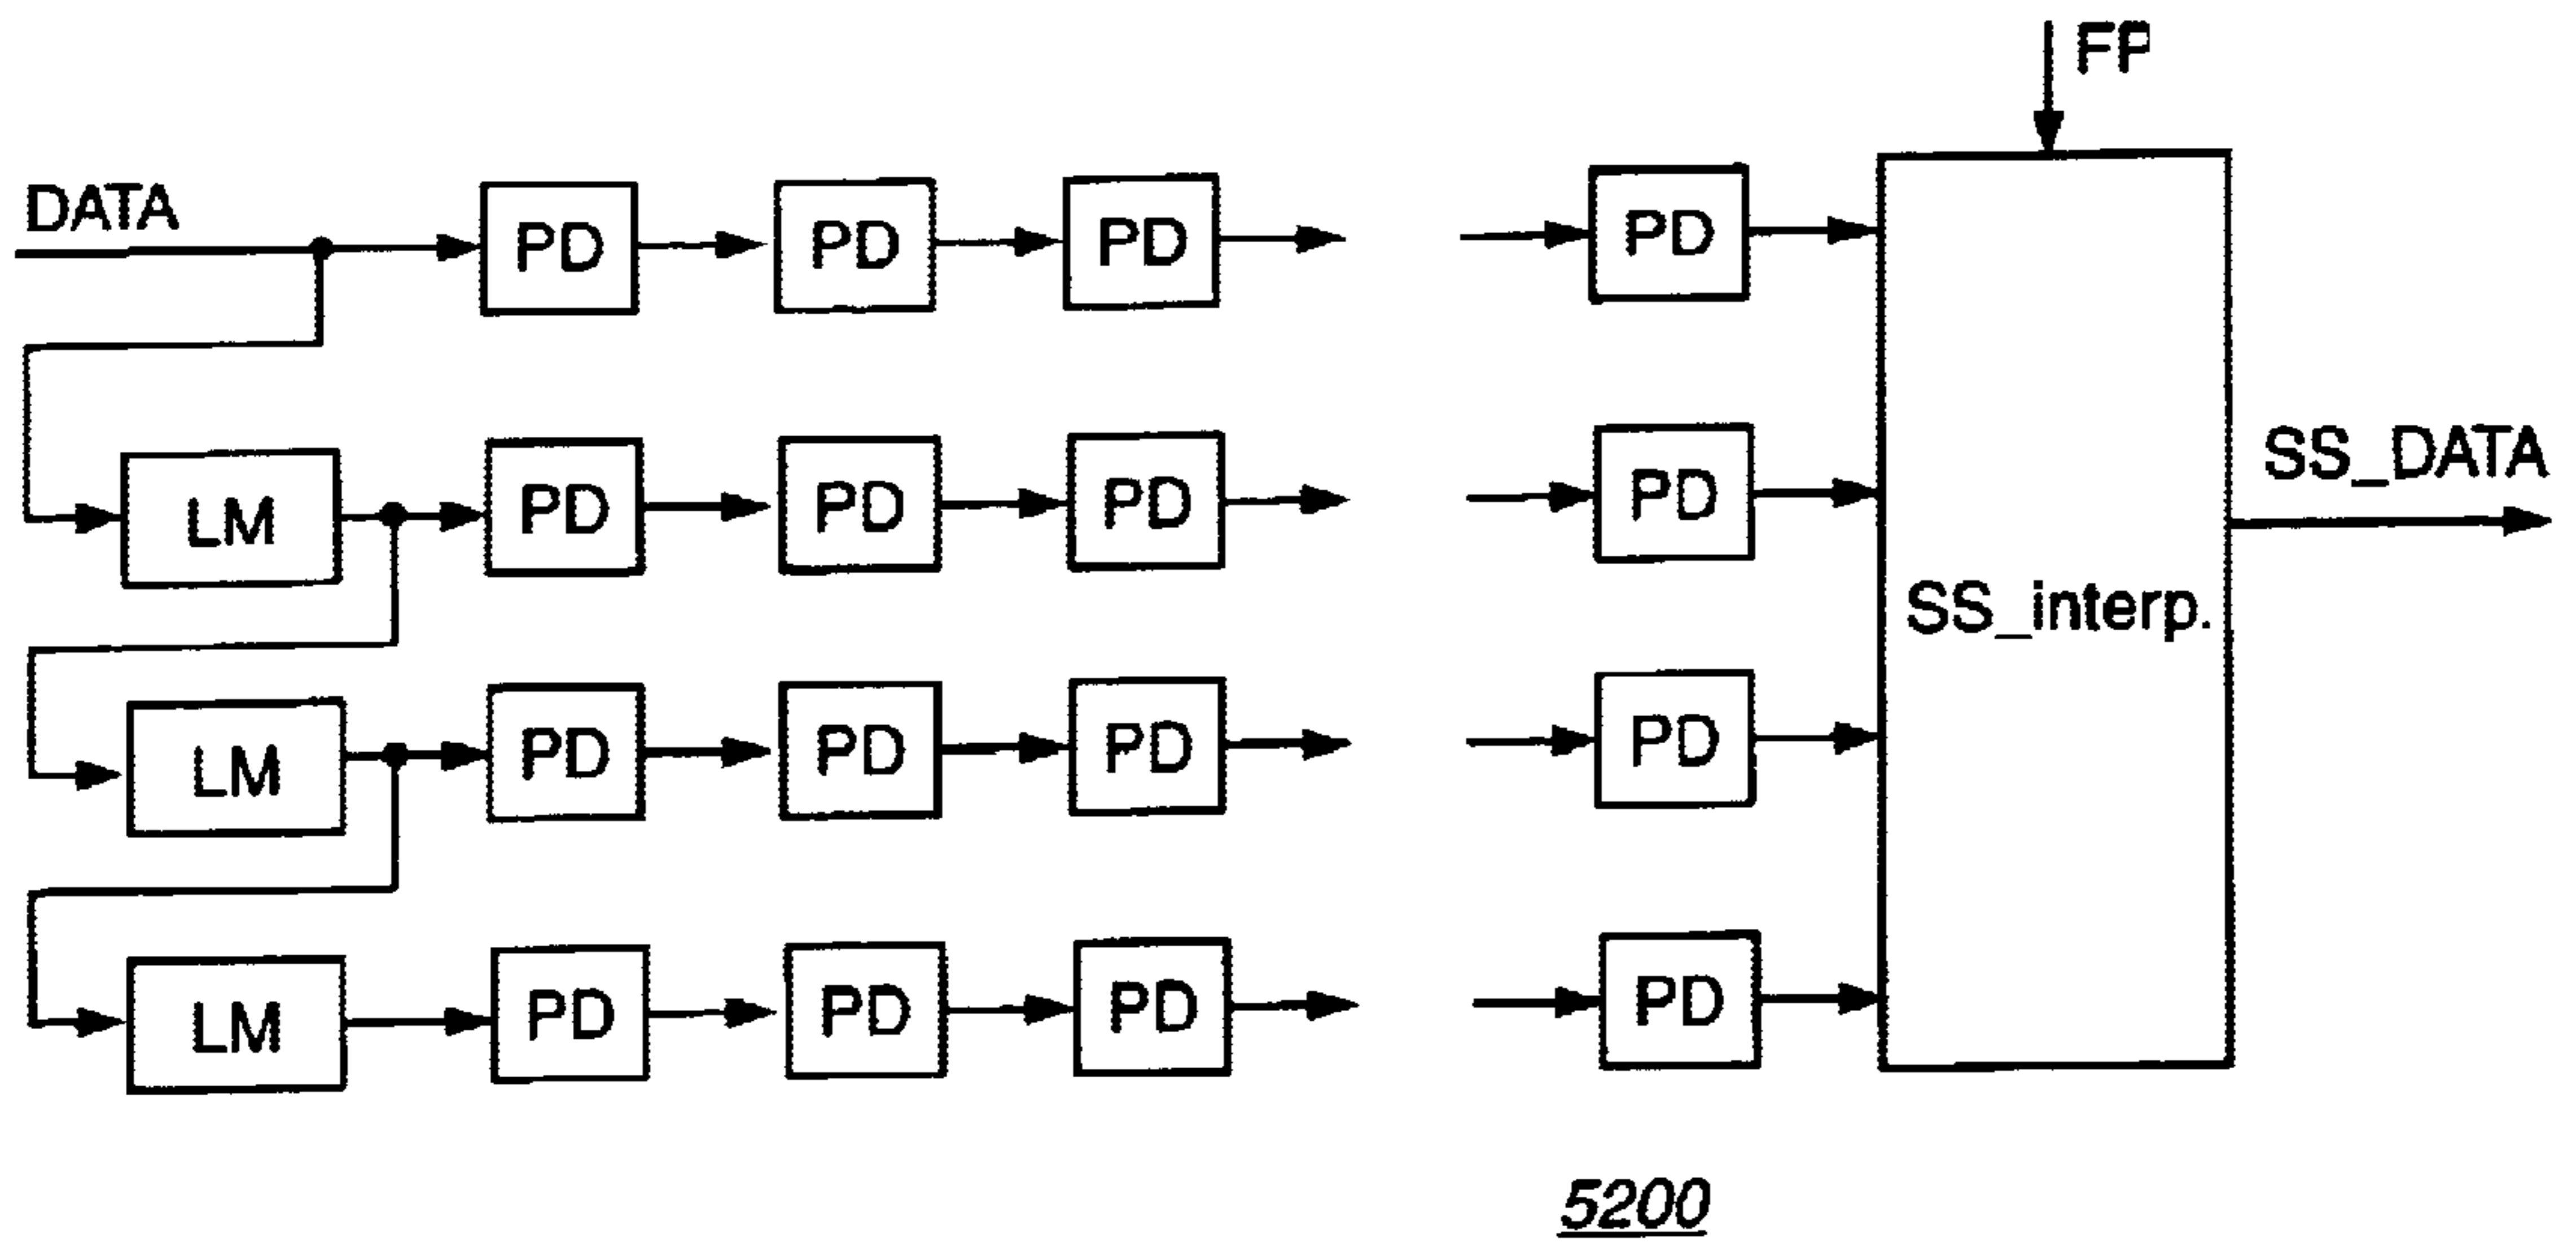 FP
DATA
PD PD PD PD
LM PD PD PD PD
SS_DATA
SS_interp.
LM PD PD PD PD
LM PD PD PD PD
5200